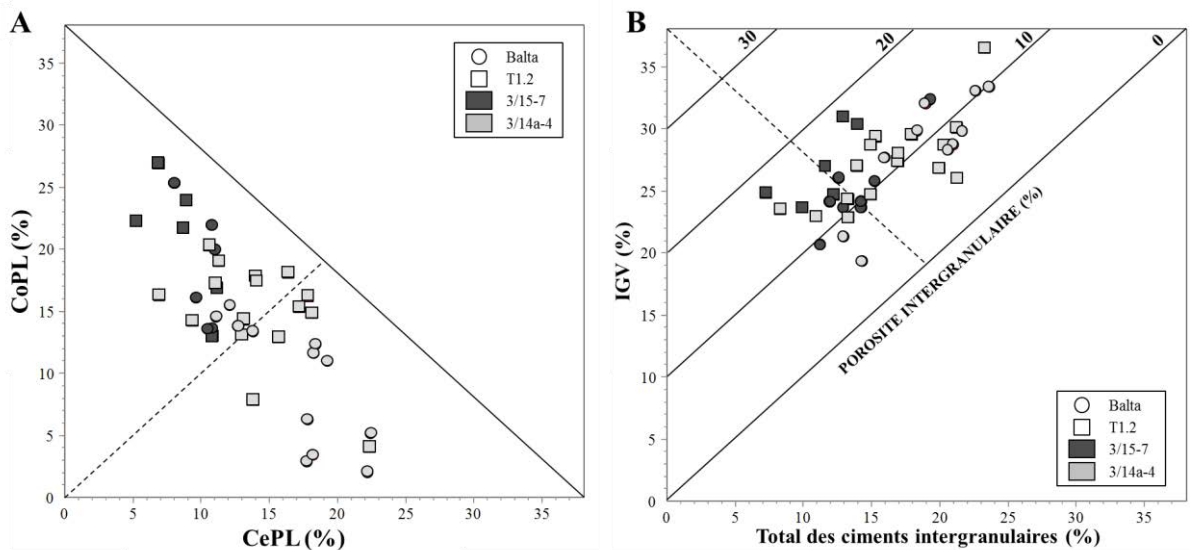 A
35
30
25
20
15
10
5
0
CoPL (%)
Balta
T1.2
3/15-7
3/14a-4
0
5
10
15
20
25
30
35
CePL (%)
B
35
30
25
20
15
10
5
0
IGV (%)
30
20
10
0
POROSITE INTERGRANULAIRE (%)
Balta
T1.2
3/15-7
3/14a-4
0
5
10
15
20
25
30
35
Total des ciments intergranulaires (%)